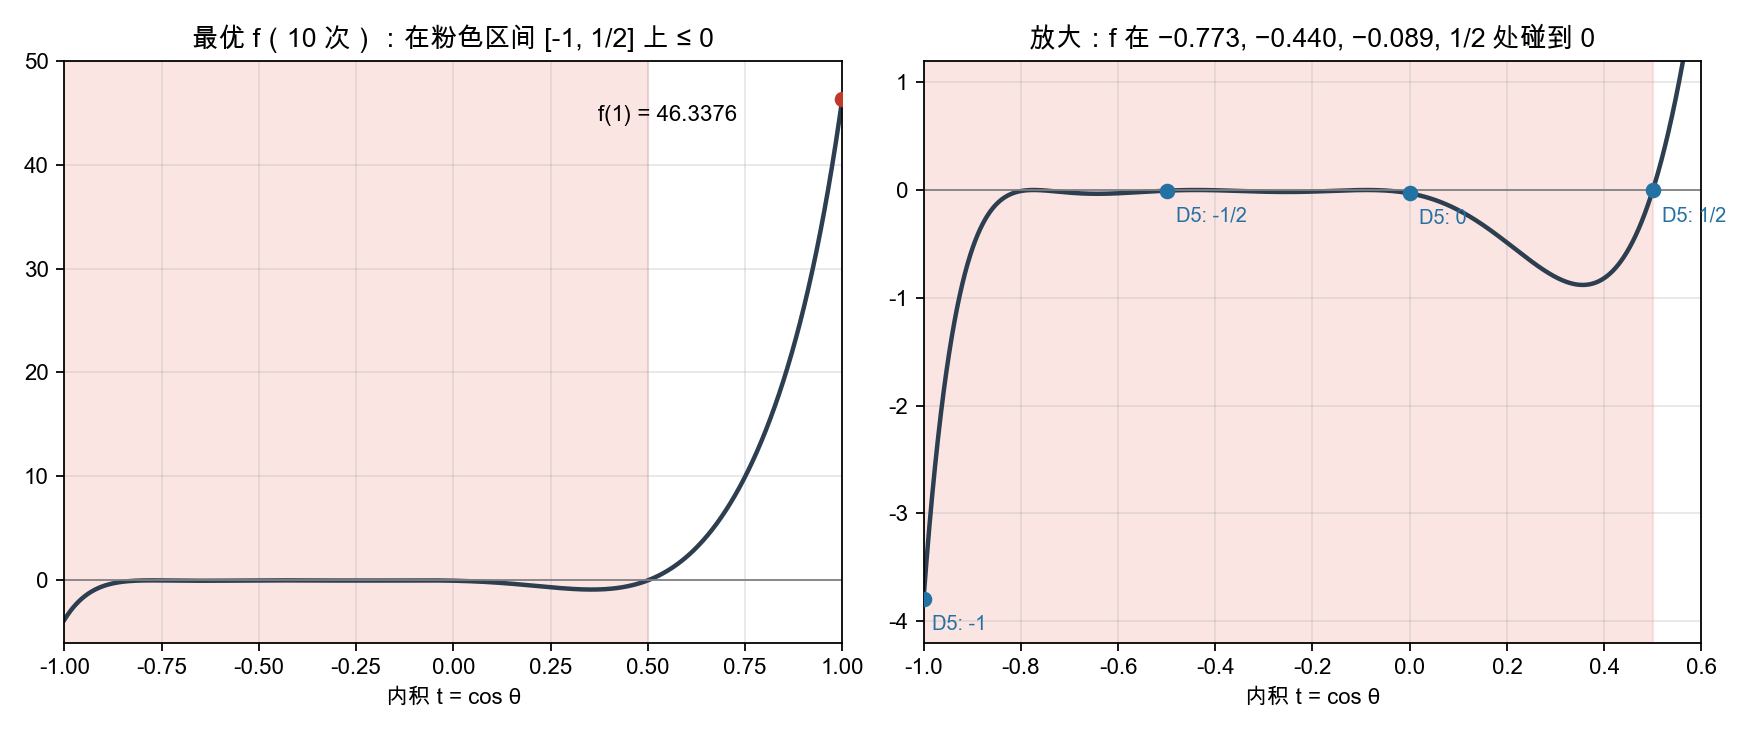 最优 f（10 次）：在粉色区间 [-1, 1/2] 上 ≤ 0
50
40
30
20
10
0
f(1) = 46.3376
-1.00 -0.75 -0.50 -0.25 0.00 0.25 0.50 0.75 1.00
内积 t = cos θ
放大：f 在 −0.773, −0.440, −0.089, 1/2 处碰到 0
1
0
-1
-2
-3
-4
D5: -1/2
D5: 0
D5: 1/2
D5: -1
-1.0 -0.8 -0.6 -0.4 -0.2 0.0 0.2 0.4 0.6
内积 t = cos θ